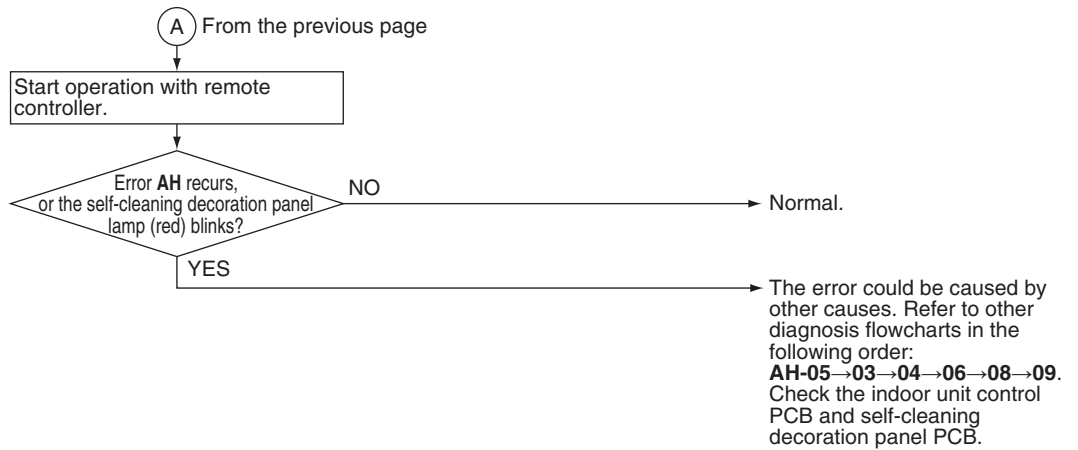 A From the previous page
Start operation with remote
controller.
Error AH recurs,
or the self-cleaning decoration panel
lamp (red) blinks?
NO
Normal.
YES
The error could be caused by
other causes. Refer to other
diagnosis flowcharts in the
following order:
AH-05→03→04→06→08→09.
Check the indoor unit control
PCB and self-cleaning
decoration panel PCB.